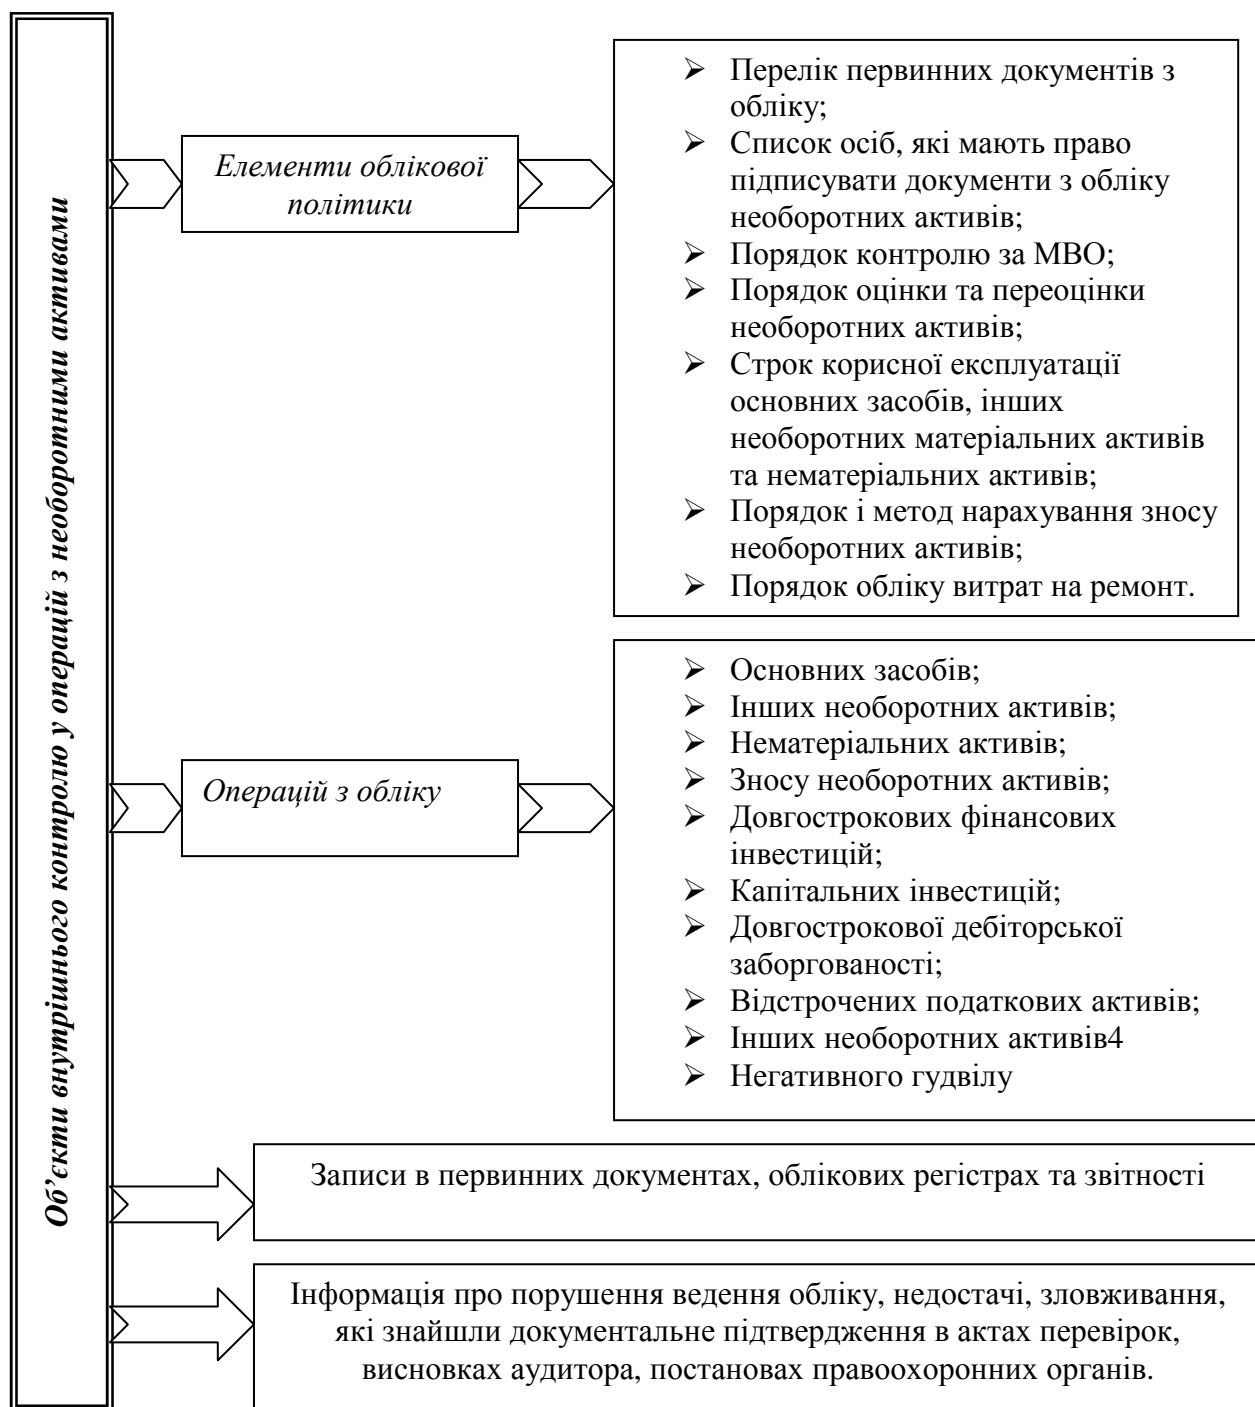 Об’єкти внутрішнього контролю у операцій з необоротними активами
Елементи облікової
політики
➢ Перелік первинних документів з
обліку;
➢ Список осіб, які мають право
підписувати документи з обліку
необоротних активів;
➢ Порядок контролю за МВО;
➢ Порядок оцінки та переоцінки
необоротних активів;
➢ Строк корисної експлуатації
основних засобів, інших
необоротних матеріальних активів
та нематеріальних активів;
➢ Порядок і метод нарахування зносу
необоротних активів;
➢ Порядок обліку витрат на ремонт.
Операцій з обліку
➢ Основних засобів;
➢ Інших необоротних активів;
➢ Нематеріальних активів;
➢ Зносу необоротних активів;
➢ Довгострокових фінансових
інвестицій;
➢ Капітальних інвестицій;
➢ Довгострокової дебіторської
заборгованості;
➢ Відстрочених податкових активів;
➢ Інших необоротних активів4
➢ Негативного гудвілу
Записи в первинних документах, облікових регістрах та звітності
Інформація про порушення ведення обліку, недостачі, зловживання,
які знайшли документальне підтвердження в актах перевірок,
висновках аудитора, постановах правоохоронних органів.